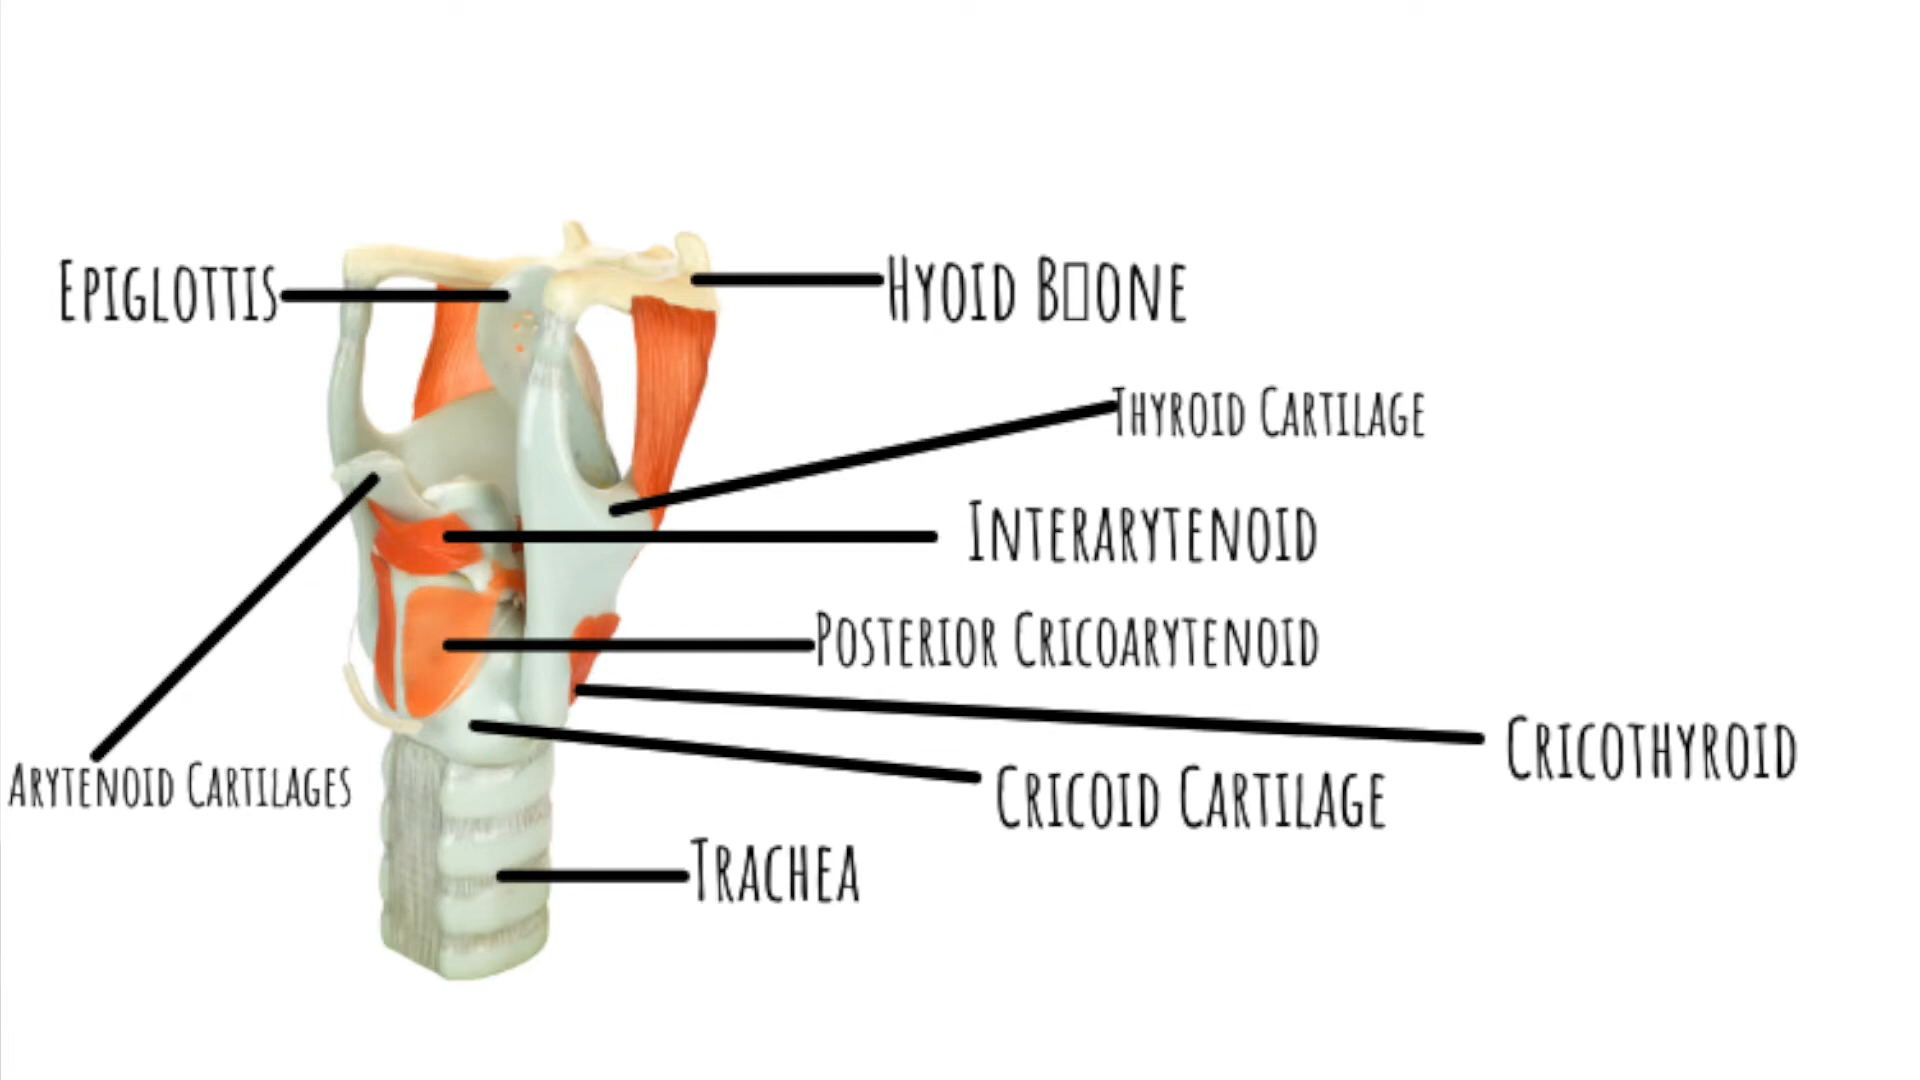 Epiglottis
Hyoid B▯one
Thyroid Cartilage
Interarytenoid
Posterior Cricoarytenoid
Cricothyroid
Arytenoid Cartilages
Cricoid Cartilage
Trachea